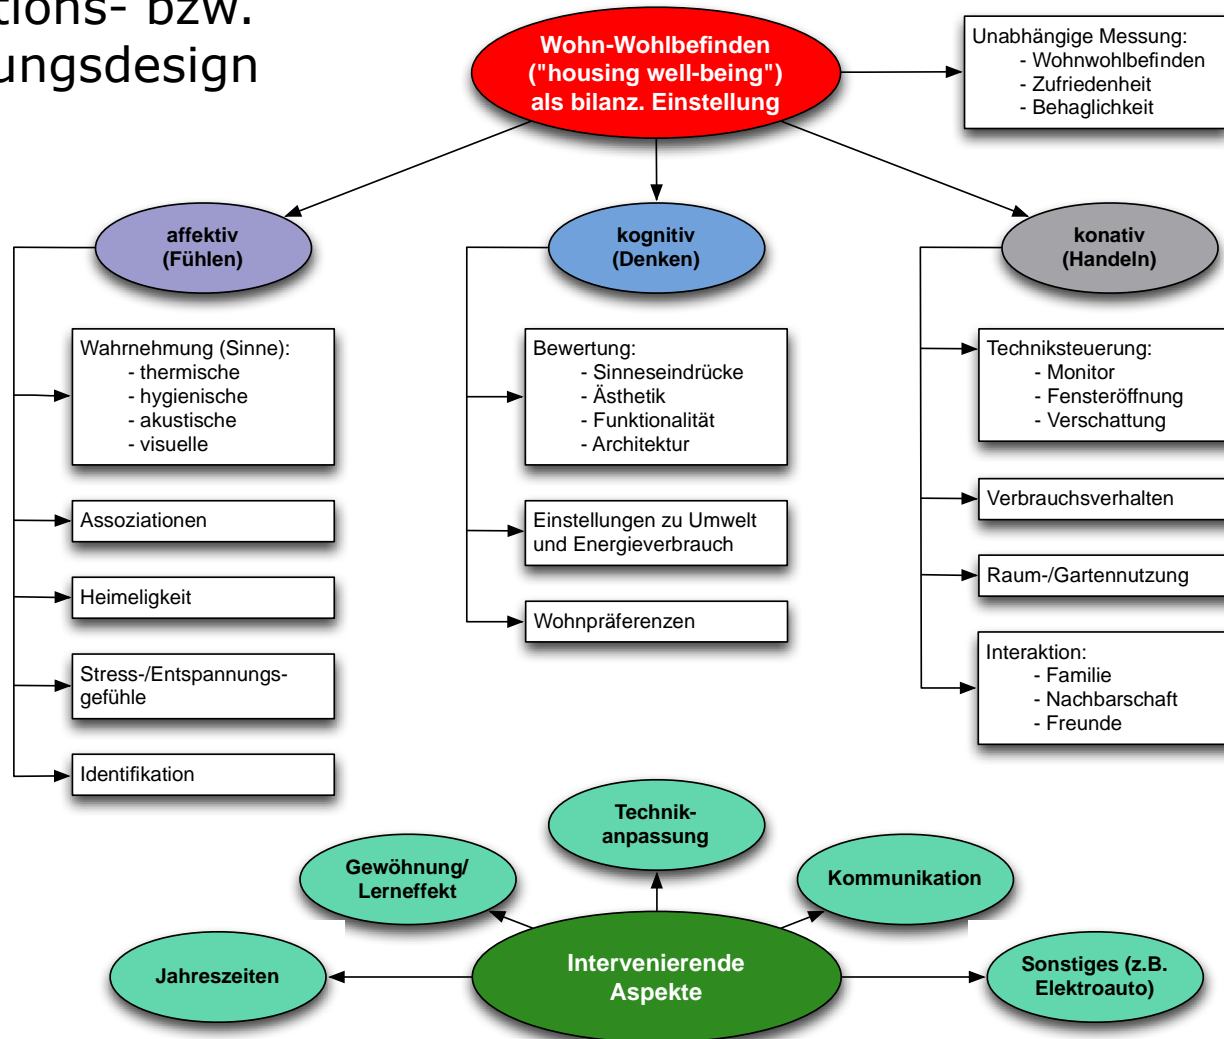 tions- bzw.
ungsdesign
Wohn-Wohlbefinden
("housing well-being")
als bilanz. Einstellung
Unabhängige Messung:
- Wohnwohlbefinden
- Zufriedenheit
- Behaglichkeit
affektiv
(Fühlen)
kognitiv
(Denken)
konativ
(Handeln)
Wahrnehmung (Sinne):
- thermische
- hygienische
- akustische
- visuelle
Assoziationen
Heimeligkeit
Stress-/Entspannungs-
gefühle
Identifikation
Bewertung:
- Sinneseindrücke
- Ästhetik
- Funktionalität
- Architektur
Einstellungen zu Umwelt
und Energieverbrauch
Wohnpräferenzen
Techniksteuerung:
- Monitor
- Fensteröffnung
- Verschattung
Verbrauchsverhalten
Raum-/Gartennutzung
Interaktion:
- Familie
- Nachbarschaft
- Freunde
Technik-
anpassung
Gewöhnung/
Lerneffekt
Kommunikation
Jahreszeiten
Intervenierende
Aspekte
Sonstiges (z.B.
Elektroauto)